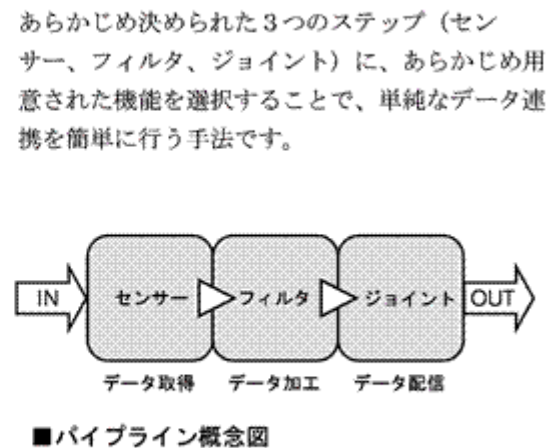 あらかじめ決められた３つのステップ（セン
サー、フィルタ、ジョイント）に、あらかじめ用
意された機能を選択することで、単純なデータ連
携を簡単に行う手法です。
IN センサー フィルタ ジョイント OUT
データ取得 データ加工 データ配信
■パイプライン概念図